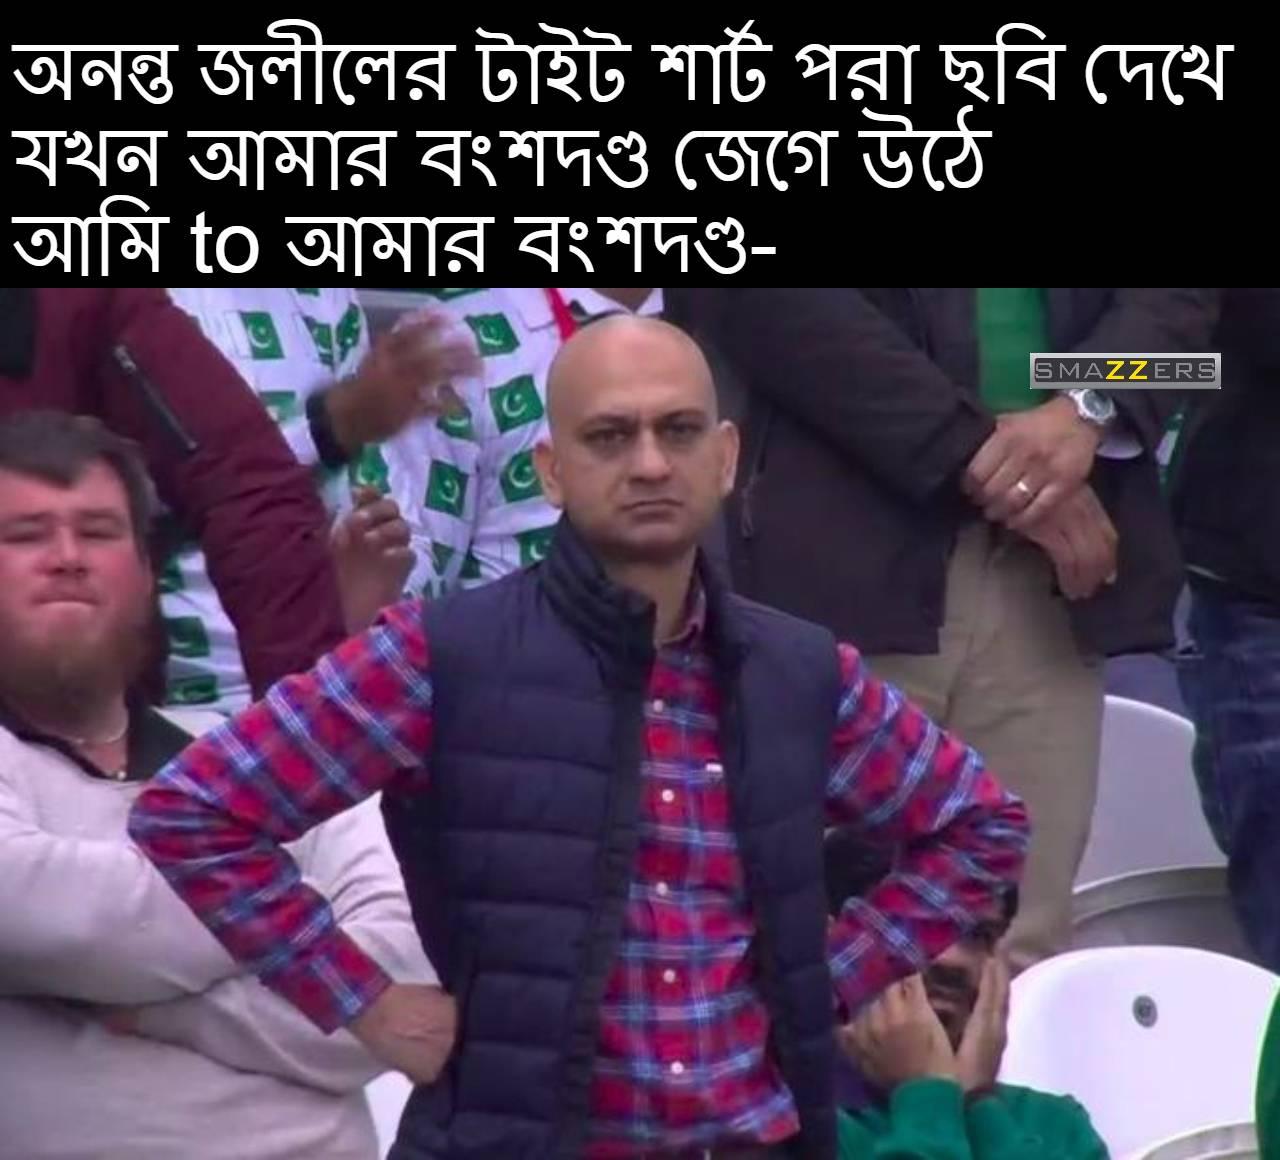 অনন্ত জলীলের টাইট শার্ট পরা ছবি দেখে
যখন আমার বংশদণ্ড জেগে উঠে
আমি to আমার বংশদণ্ড-
SMAZZERS